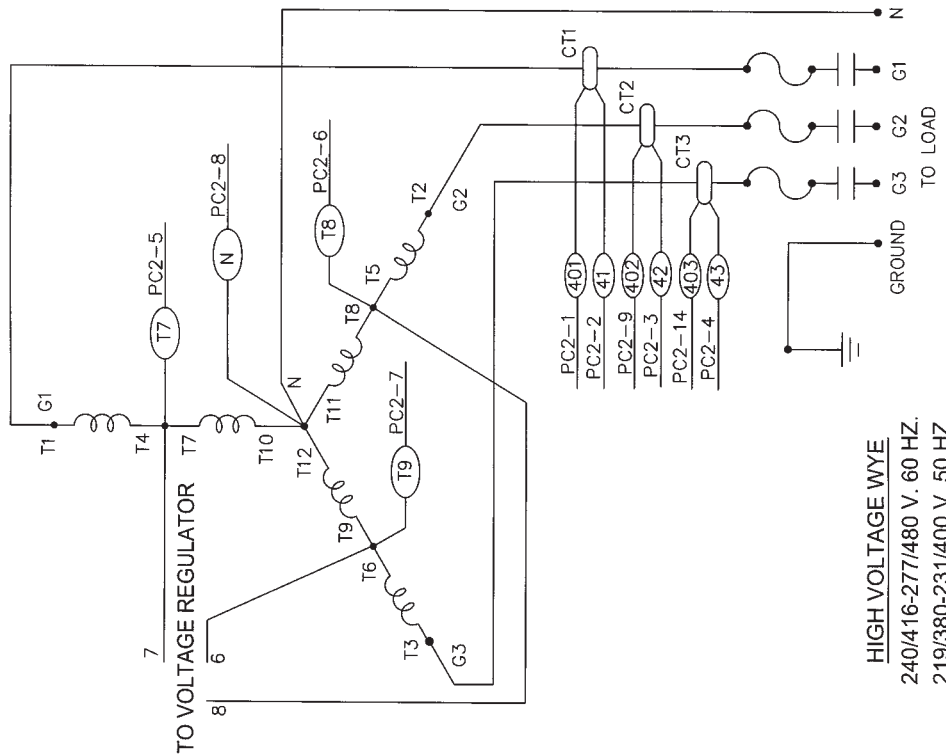 N
CT1
G1
CT2
G2
CT3
G3
TO LOAD
GROUND
PC2-8
PC2-6
PC2-5
N
T8
T7
T2
G2
T5
T8
N
G1
T1
T4
T7
T10
T11
T12
PC2-7
T9
T9
T6
T3
G3
7
TO VOLTAGE REGULATOR
6
8
PC2-1 401
PC2-2 41
PC2-9 402
PC2-3 42
PC2-14 403
PC2-4 43
HIGH VOLTAGE WYE
240/416-277/480 V. 60 HZ.
219/380-231/400 V. 50 HZ.